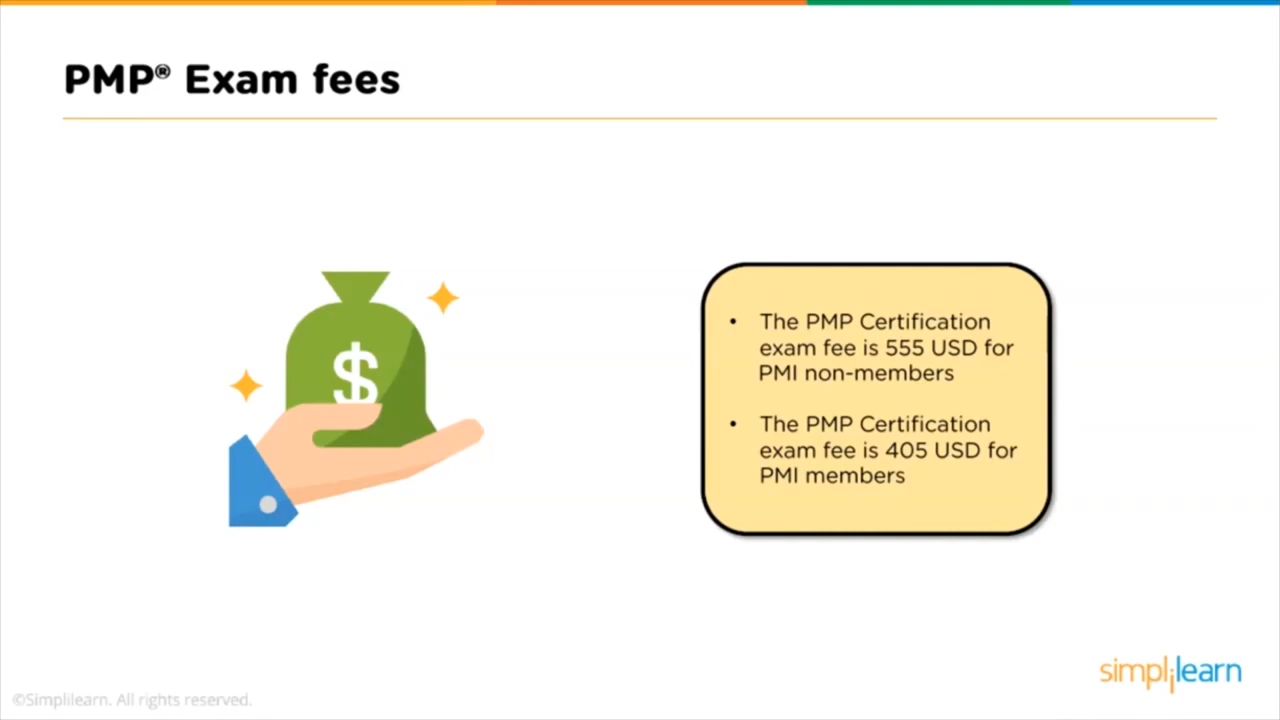 PMP® Exam fees
$
• The PMP Certification
exam fee is 555 USD for
PMI non-members
• The PMP Certification
exam fee is 405 USD for
PMI members
simplilearn
©Simplilearn. All rights reserved.